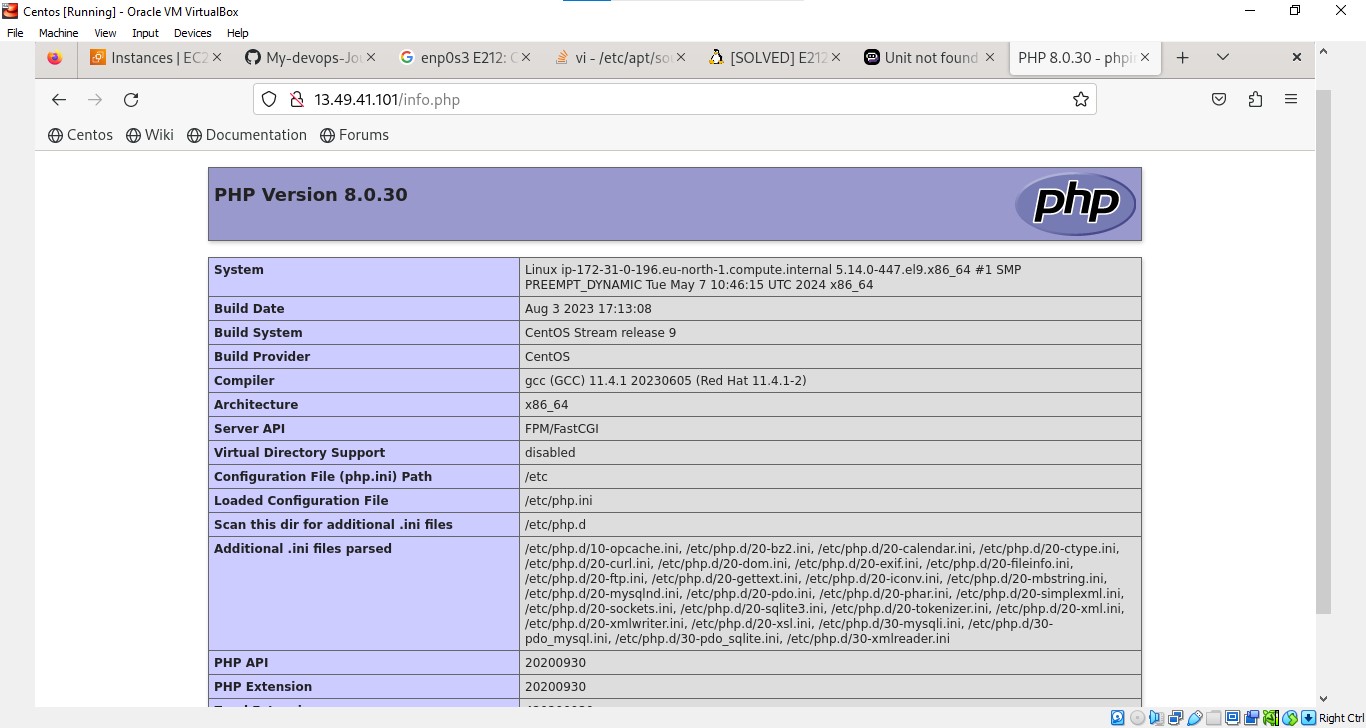 Centos [Running] - Oracle VM VirtualBox
File Machine View Input Devices Help
Instances | EC2
My-devops-Jou
enp0s3 E212: C
vi - /etc/apt/sou
[SOLVED] E212
Unit not found
PHP 8.0.30 - phpin
13.49.41.101/info.php
Centos Wiki Documentation Forums
PHP Version 8.0.30
php
System Linux ip-172-31-0-196.eu-north-1.compute.internal 5.14.0-447.el9.x86_64 #1 SMP
PREEMPT_DYNAMIC Tue May 7 10:46:15 UTC 2024 x86_64
Build Date Aug 3 2023 17:13:08
Build System CentOS Stream release 9
Build Provider CentOS
Compiler gcc (GCC) 11.4.1 20230605 (Red Hat 11.4.1-2)
Architecture x86_64
Server API FPM/FastCGI
Virtual Directory Support disabled
Configuration File (php.ini) Path /etc
Loaded Configuration File /etc/php.ini
Scan this dir for additional .ini files /etc/php.d
Additional .ini files parsed /etc/php.d/10-opcache.ini, /etc/php.d/20-bz2.ini, /etc/php.d/20-calendar.ini, /etc/php.d/20-ctype.ini,
/etc/php.d/20-curl.ini, /etc/php.d/20-dom.ini, /etc/php.d/20-exif.ini, /etc/php.d/20-fileinfo.ini,
/etc/php.d/20-ftp.ini, /etc/php.d/20-gettext.ini, /etc/php.d/20-iconv.ini, /etc/php.d/20-mbstring.ini,
/etc/php.d/20-mysqlnd.ini, /etc/php.d/20-pdo.ini, /etc/php.d/20-phar.ini, /etc/php.d/20-simplexml.ini,
/etc/php.d/20-sockets.ini, /etc/php.d/20-sqlite3.ini, /etc/php.d/20-tokenizer.ini, /etc/php.d/20-xml.ini,
/etc/php.d/20-xmlwriter.ini, /etc/php.d/20-xsl.ini, /etc/php.d/30-mysqli.ini, /etc/php.d/30-
pdo_mysql.ini, /etc/php.d/30-pdo_sqlite.ini, /etc/php.d/30-xmlreader.ini
PHP API 20200930
PHP Extension 20200930
Right Ctrl